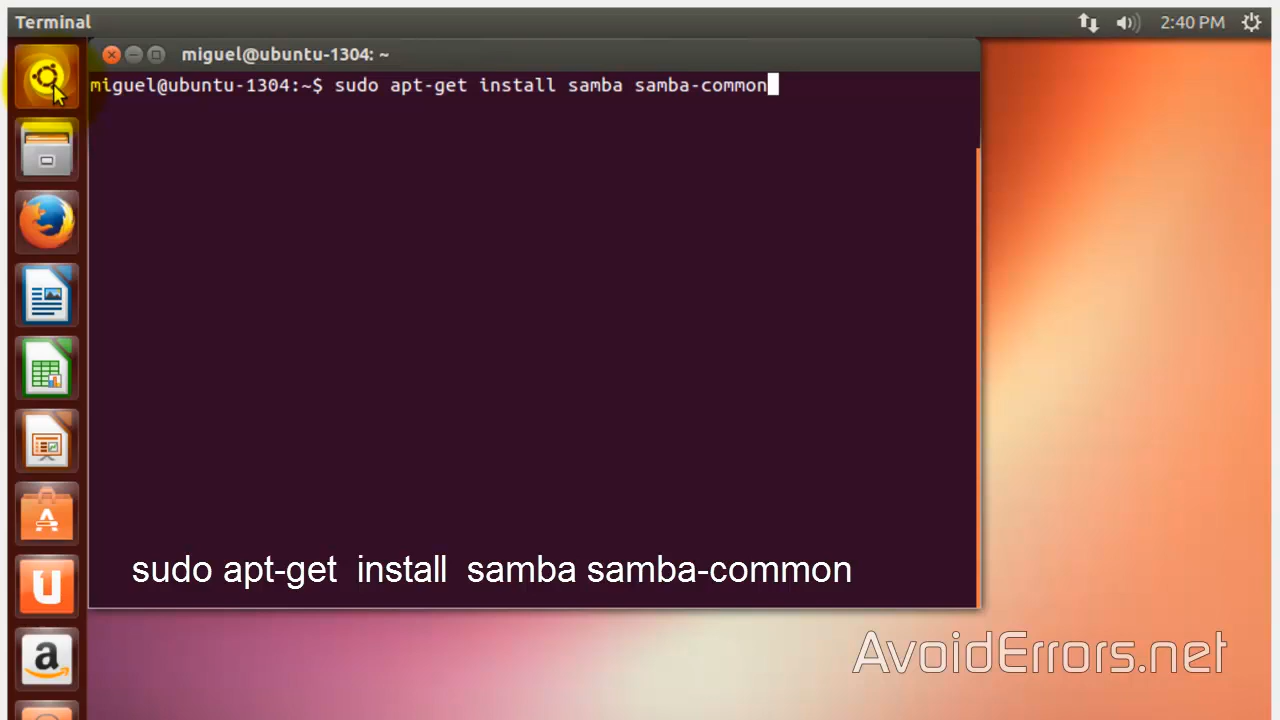 Terminal
2:40 PM
miguel@ubuntu-1304: ~
miguel@ubuntu-1304:~$ sudo apt-get install samba samba-common
sudo apt-get install samba samba-common
AvoidErrors.net